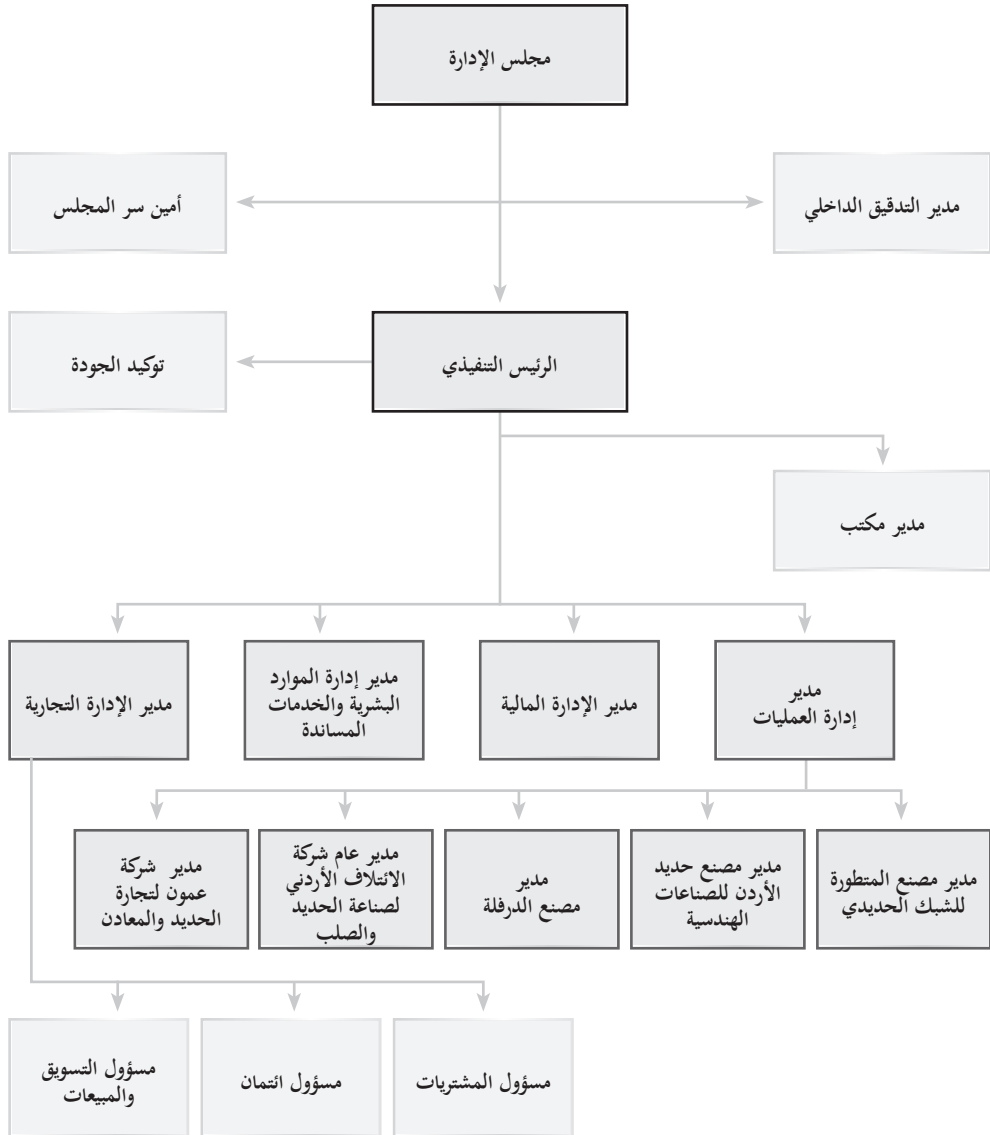 مجلس الإدارة
مدير التدقيق الداخلي
أمين سر المجلس
الرئيس التنفيذي
توكيد الجودة
مدير مكتب
مدير
إدارة العمليات
مدير الإدارة المالية
مدير إدارة الموارد
البشرية والخدمات
المساندة
مدير الإدارة التجارية
مدير مصنع المتطورة
للشبك الحديدي
مدير مصنع حديد
الأردن للصناعات
الهندسية
مدير
مصنع الدرفلة
مدير عام شركة
الائتلاف الأردني
لصناعة الحديد
والصلب
مدير شركة
عمون لتجارة
الحديد والمعادن
مسؤول المشتريات
مسؤول ائتمان
مسؤول التسويق
والمبيعات